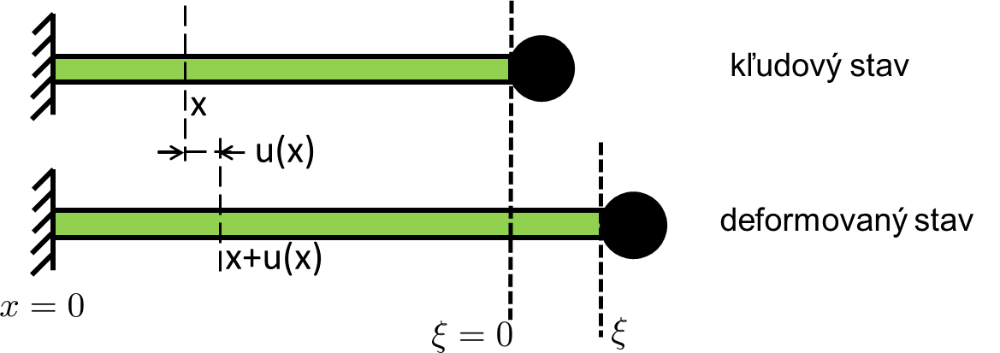 kľudový stav
x
u(x)
deformovaný stav
x+u(x)
x = 0
ξ = 0
ξ